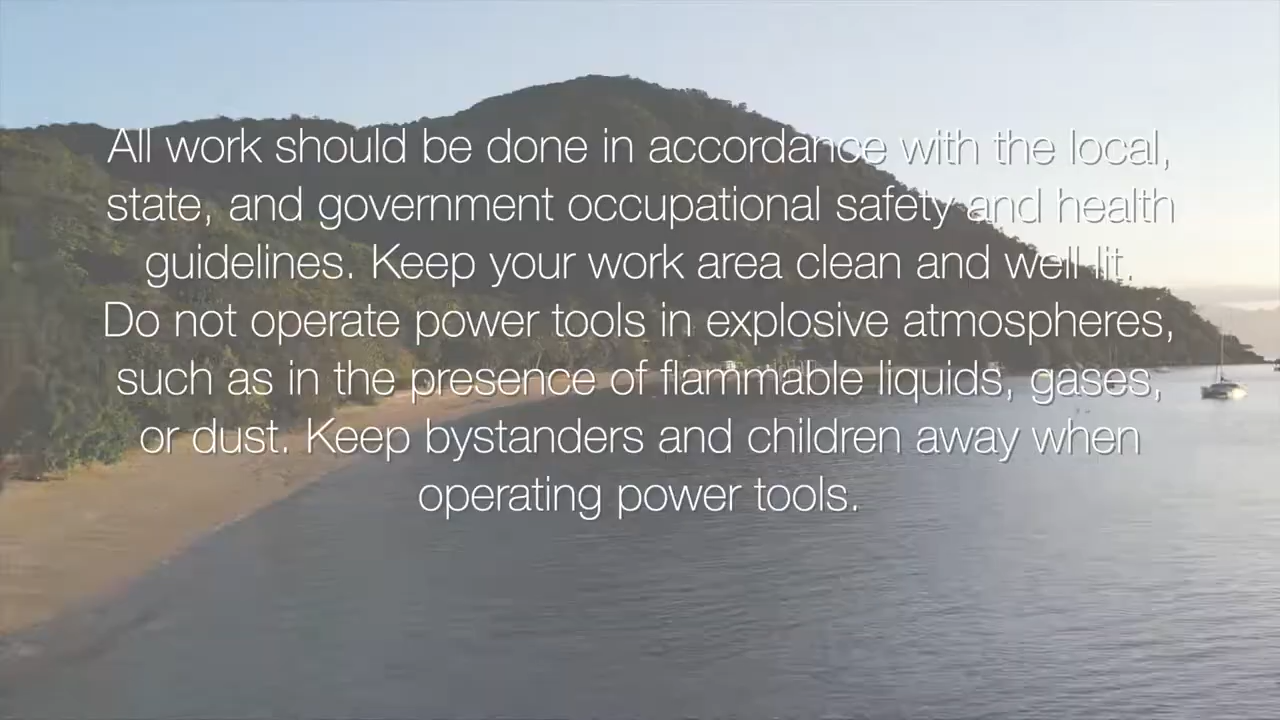 All work should be done in accordance with the local,
state, and government occupational safety and health
guidelines. Keep your work area clean and well lit.
Do not operate power tools in explosive atmospheres,
such as in the presence of flammable liquids, gases,
or dust. Keep bystanders and children away when
operating power tools.